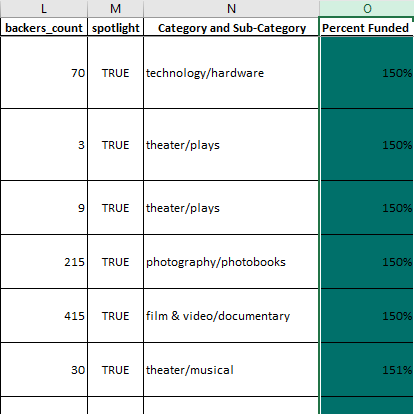 L M N O
backers_count spotlight Category and Sub-Category Percent Funded
70 TRUE technology/hardware 150%
3 TRUE theater/plays 150%
9 TRUE theater/plays 150%
215 TRUE photography/photobooks 150%
415 TRUE film & video/documentary 150%
30 TRUE theater/musical 151%